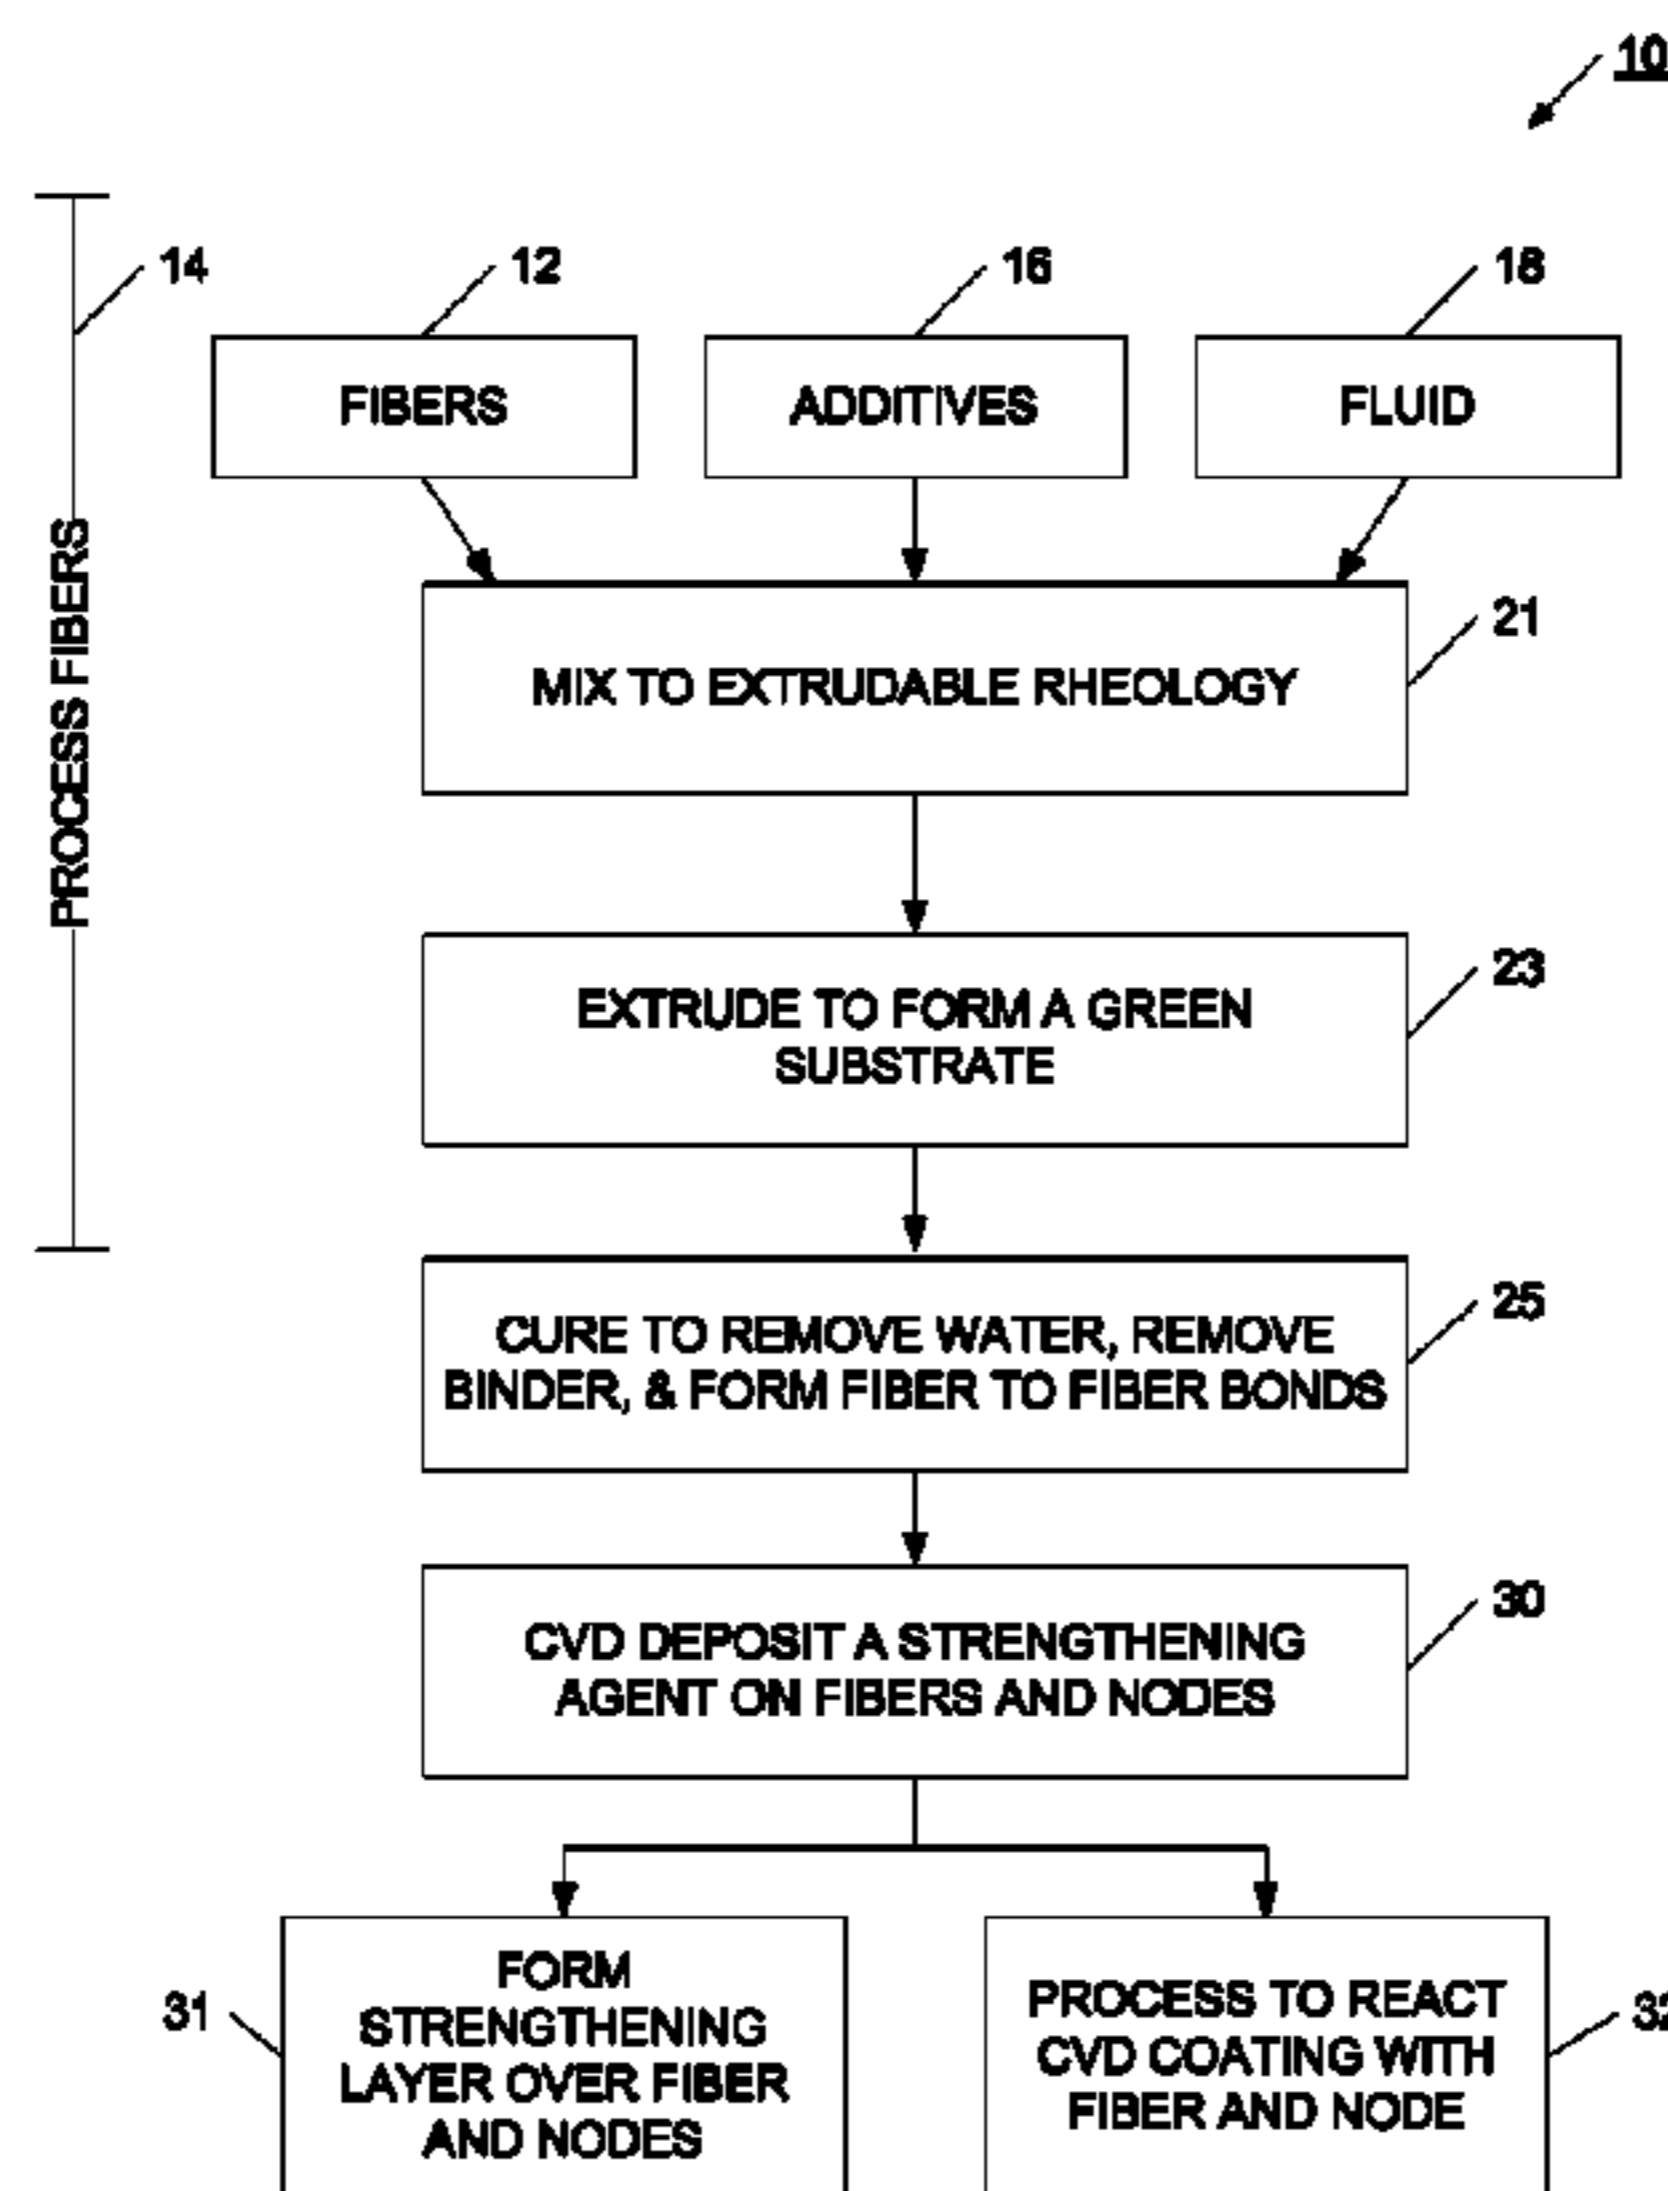 10
14
12
16
18
FIBERS
ADDITIVES
FLUID
PROCESS FIBERS
21
MIX TO EXTRUDABLE RHEOLOGY
23
EXTRUDE TO FORM A GREEN
SUBSTRATE
25
CURE TO REMOVE WATER, REMOVE
BINDER, & FORM FIBER TO FIBER BONDS
30
CVD DEPOSIT A STRENGTHENING
AGENT ON FIBERS AND NODES
31
FORM
STRENGTHENING
LAYER OVER FIBER
AND NODES
PROCESS TO REACT
CVD COATING WITH
FIBER AND NODE
32